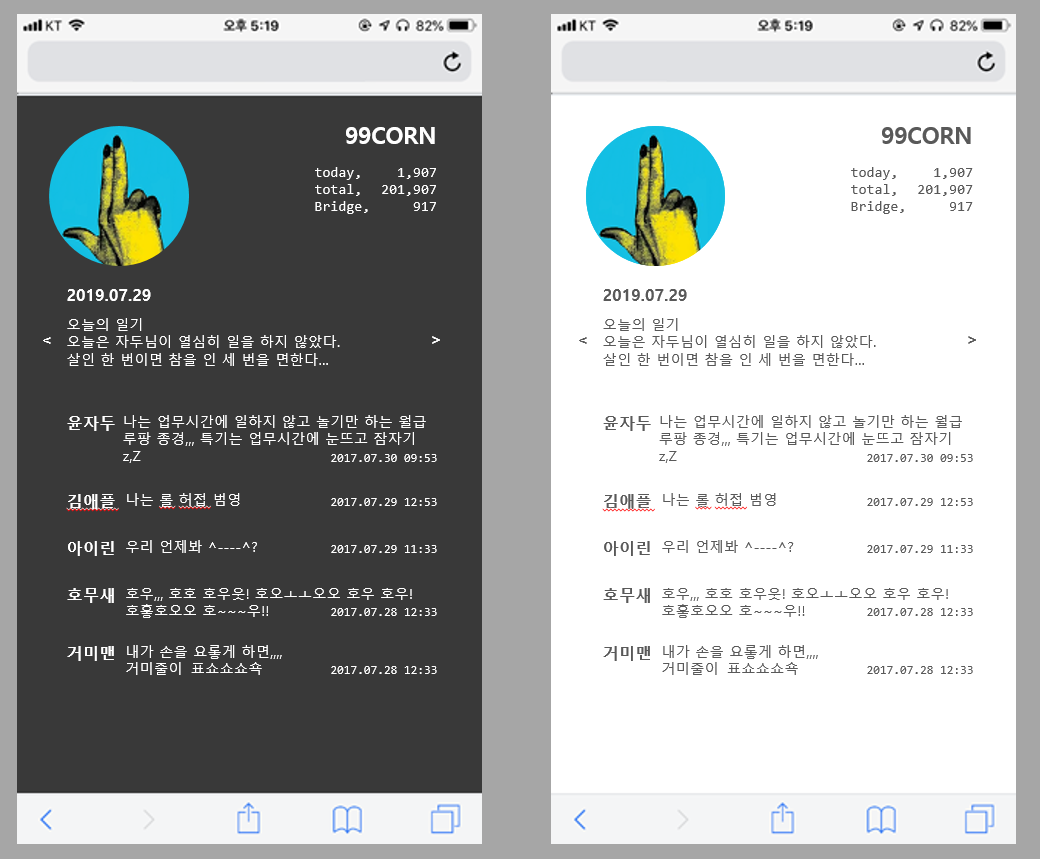 KT 오후 5:19 82%
99CORN
today, 1,907
total, 201,907
Bridge, 917
2019.07.29
오늘의 일기
< 오늘은 자두님이 열심히 일을 하지 않았다. >
살인 한 번이면 참을 인 세 번을 면한다...
윤자두 나는 업무시간에 일하지 않고 놀기만 하는 월급
루팡 종경,,, 특기는 업무시간에 눈뜨고 잠자기
z,Z 2017.07.30 09:53
김애플 나는 롤 허접 범영 2017.07.29 12:53
아이린 우리 언제봐 ^----^? 2017.07.29 11:33
호무새 호우,,, 호호 호우웃! 호오ㅗㅗ오오 호우 호우!
호훟호오오 호~~~우!! 2017.07.28 12:33
거미맨 내가 손을 요롷게 하면,,,,
거미줄이 표쇼쇼쇼쇽 2017.07.28 12:33
KT 오후 5:19 82%
99CORN
today, 1,907
total, 201,907
Bridge, 917
2019.07.29
오늘의 일기
< 오늘은 자두님이 열심히 일을 하지 않았다. >
살인 한 번이면 참을 인 세 번을 면한다...
윤자두 나는 업무시간에 일하지 않고 놀기만 하는 월급
루팡 종경,,, 특기는 업무시간에 눈뜨고 잠자기
z,Z 2017.07.30 09:53
김애플 나는 롤 허접 범영 2017.07.29 12:53
아이린 우리 언제봐 ^----^? 2017.07.29 11:33
호무새 호우,,, 호호 호우웃! 호오ㅗㅗ오오 호우 호우!
호훟호오오 호~~~우!! 2017.07.28 12:33
거미맨 내가 손을 요롷게 하면,,,,
거미줄이 표쇼쇼쇼쇽 2017.07.28 12:33